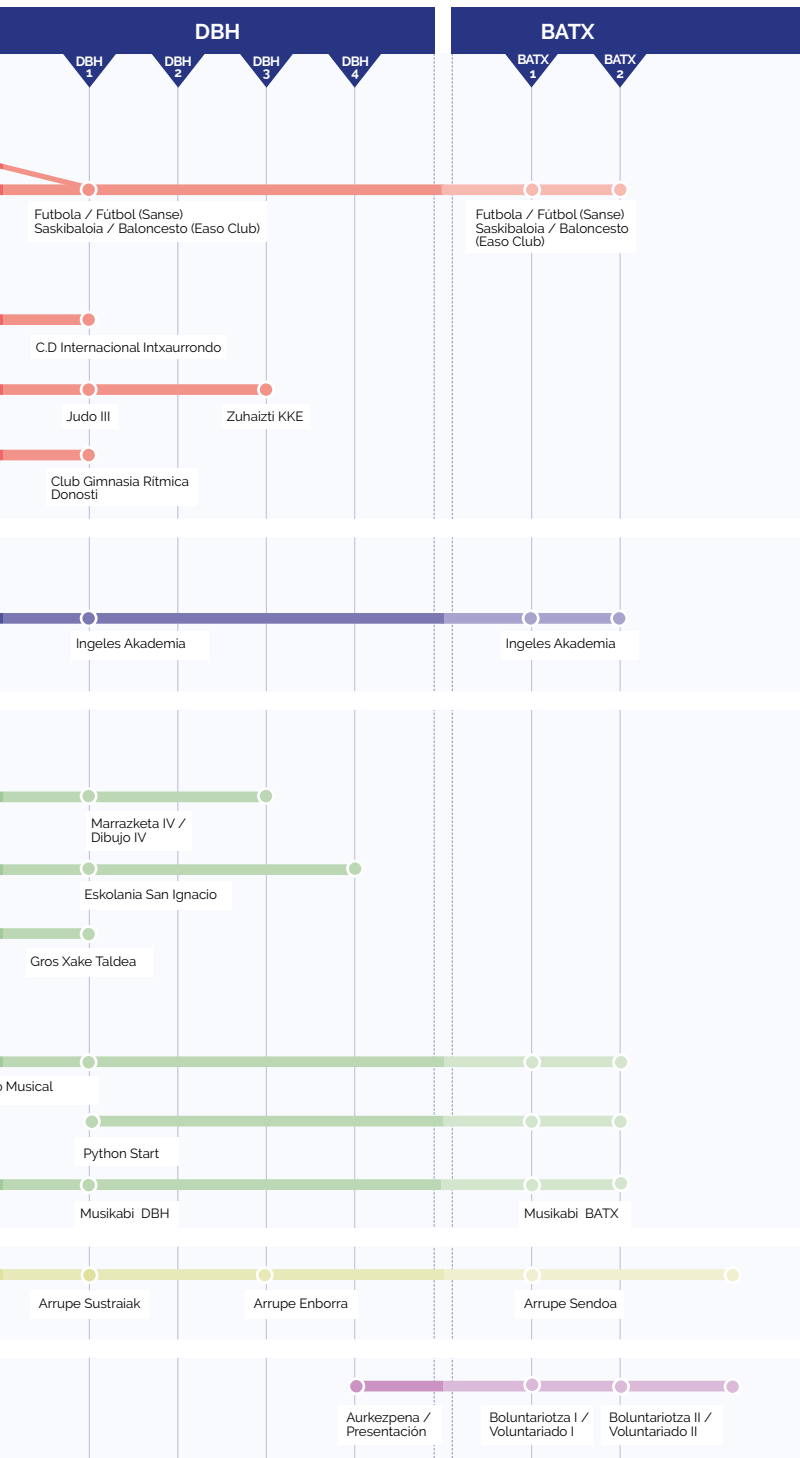 DBH
BATX
DBH
1
DBH
2
DBH
3
DBH
4
BATX
1
BATX
2
Futbola / Fútbol (Sanse)
Saskibaloia / Baloncesto (Easo Club)
Futbola / Fútbol (Sanse)
Saskibaloia / Baloncesto
(Easo Club)
C.D Internacional Intxaurrondo
Judo III
Zuhaizti KKE
Club Gimnasia Rítmica
Donosti
Ingeles Akademia
Ingeles Akademia
Marrazketa IV /
Dibujo IV
Eskolania San Ignacio
Gros Xake Taldea
Musical
Python Start
Musikabi DBH
Musikabi BATX
Arrupe Sustraiak
Arrupe Enborra
Arrupe Sendoa
Aurkezpena /
Presentación
Boluntariotza I /
Voluntariado I
Boluntariotza II /
Voluntariado II